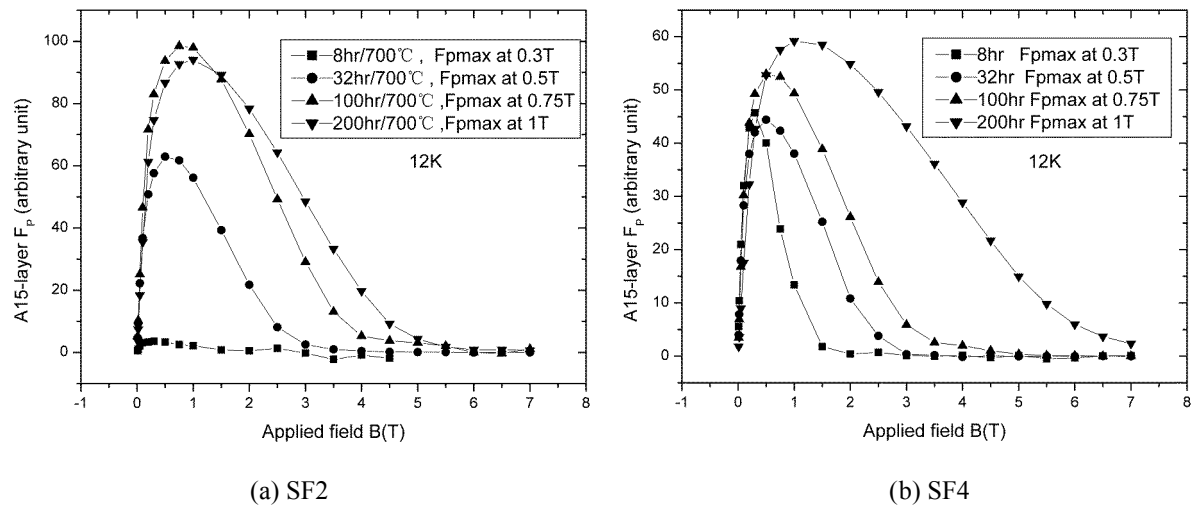 100
80
60
40
20
0
-1 0 1 2 3 4 5 6 7 8
A15-layer FP (arbitrary unit)
Applied field B(T)
8hr/700℃ , Fpmax at 0.3T
32hr/700℃ , Fpmax at 0.5T
100hr/700℃ ,Fpmax at 0.75T
200hr/700℃ ,Fpmax at 1T
12K
(a) SF2
60
50
40
30
20
10
0
-1 0 1 2 3 4 5 6 7 8
A15-layer FP (arbitrary unit)
Applied field B(T)
8hr Fpmax at 0.3T
32hr Fpmax at 0.5T
100hr Fpmax at 0.75T
200hr Fpmax at 1T
12K
(b) SF4